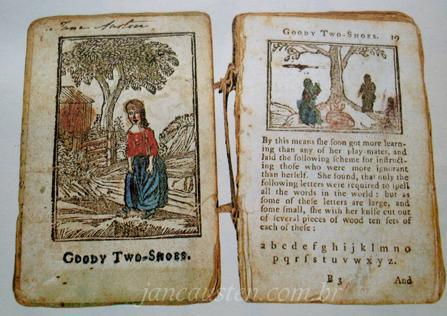 Jane Austen
GOODY TWO-SHOES.
GOODY TWO-SHOES. 19
By this means ſhe ſoon got more learn-
ing than any of her play-mates, and
laid the following ſcheme for inſtruct-
ing thoſe who were more ignorant
than herſelf. She found, that only the
following letters were required to ſpell
all the words in the world; but as
ſome of theſe letters are large, and
ſome ſmall, ſhe with her knife cut out
of ſeveral pieces of wood ten ſets of
each of theſe:
a b c d e f g h i j k l m n o
p q r ſ s t u v w x y z.
B 3 And
janeausten.com.br